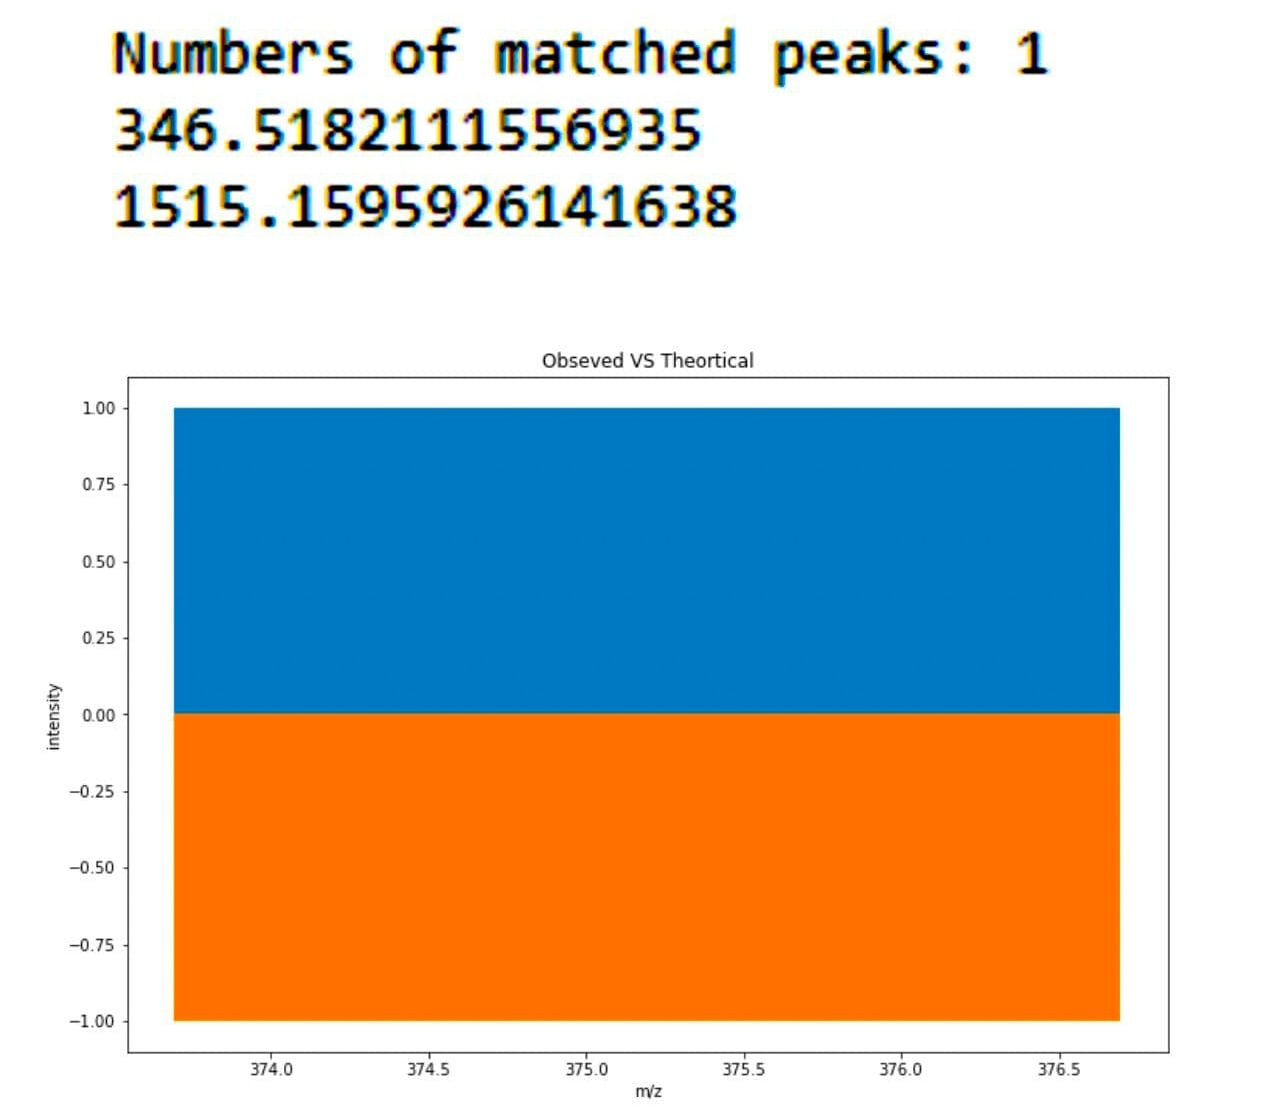 Numbers of matched peaks: 1
346.5182111556935
1515.1595926141638
Obseved VS Theortical
1.00
0.75
0.50
0.25
0.00
−0.25
−0.50
−0.75
−1.00
intensity
374.0 374.5 375.0 375.5 376.0 376.5
m/z